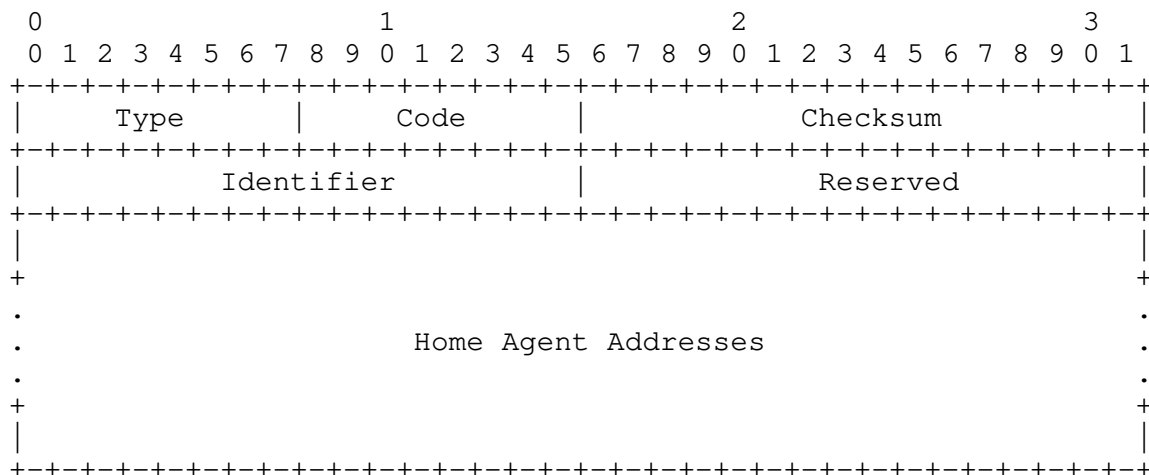 0                   1                   2                   3
 0 1 2 3 4 5 6 7 8 9 0 1 2 3 4 5 6 7 8 9 0 1 2 3 4 5 6 7 8 9 0 1
+-+-+-+-+-+-+-+-+-+-+-+-+-+-+-+-+-+-+-+-+-+-+-+-+-+-+-+-+-+-+-+-+
|     Type      |     Code      |            Checksum           |
+-+-+-+-+-+-+-+-+-+-+-+-+-+-+-+-+-+-+-+-+-+-+-+-+-+-+-+-+-+-+-+-+
|           Identifier          |             Reserved          |
+-+-+-+-+-+-+-+-+-+-+-+-+-+-+-+-+-+-+-+-+-+-+-+-+-+-+-+-+-+-+-+-+
|                                                               |
+                                                               +
.                                                               .
.                      Home Agent Addresses                     .
.                                                               .
+                                                               +
|                                                               |
+-+-+-+-+-+-+-+-+-+-+-+-+-+-+-+-+-+-+-+-+-+-+-+-+-+-+-+-+-+-+-+-+